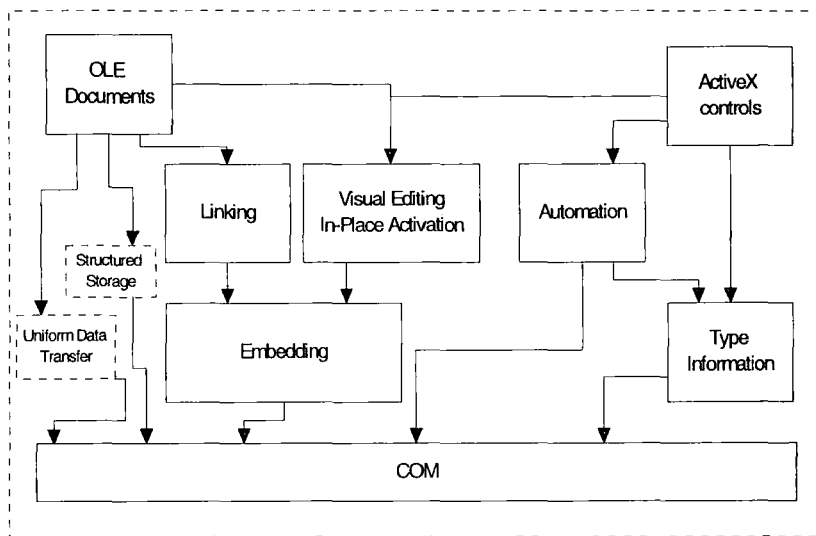 OLE
Documents
ActiveX
controls
Linking
Visual Editing
In-Place Activation
Automation
Structured
Storage
Uniform Data
Transfer
Embedding
Type
Information
COM